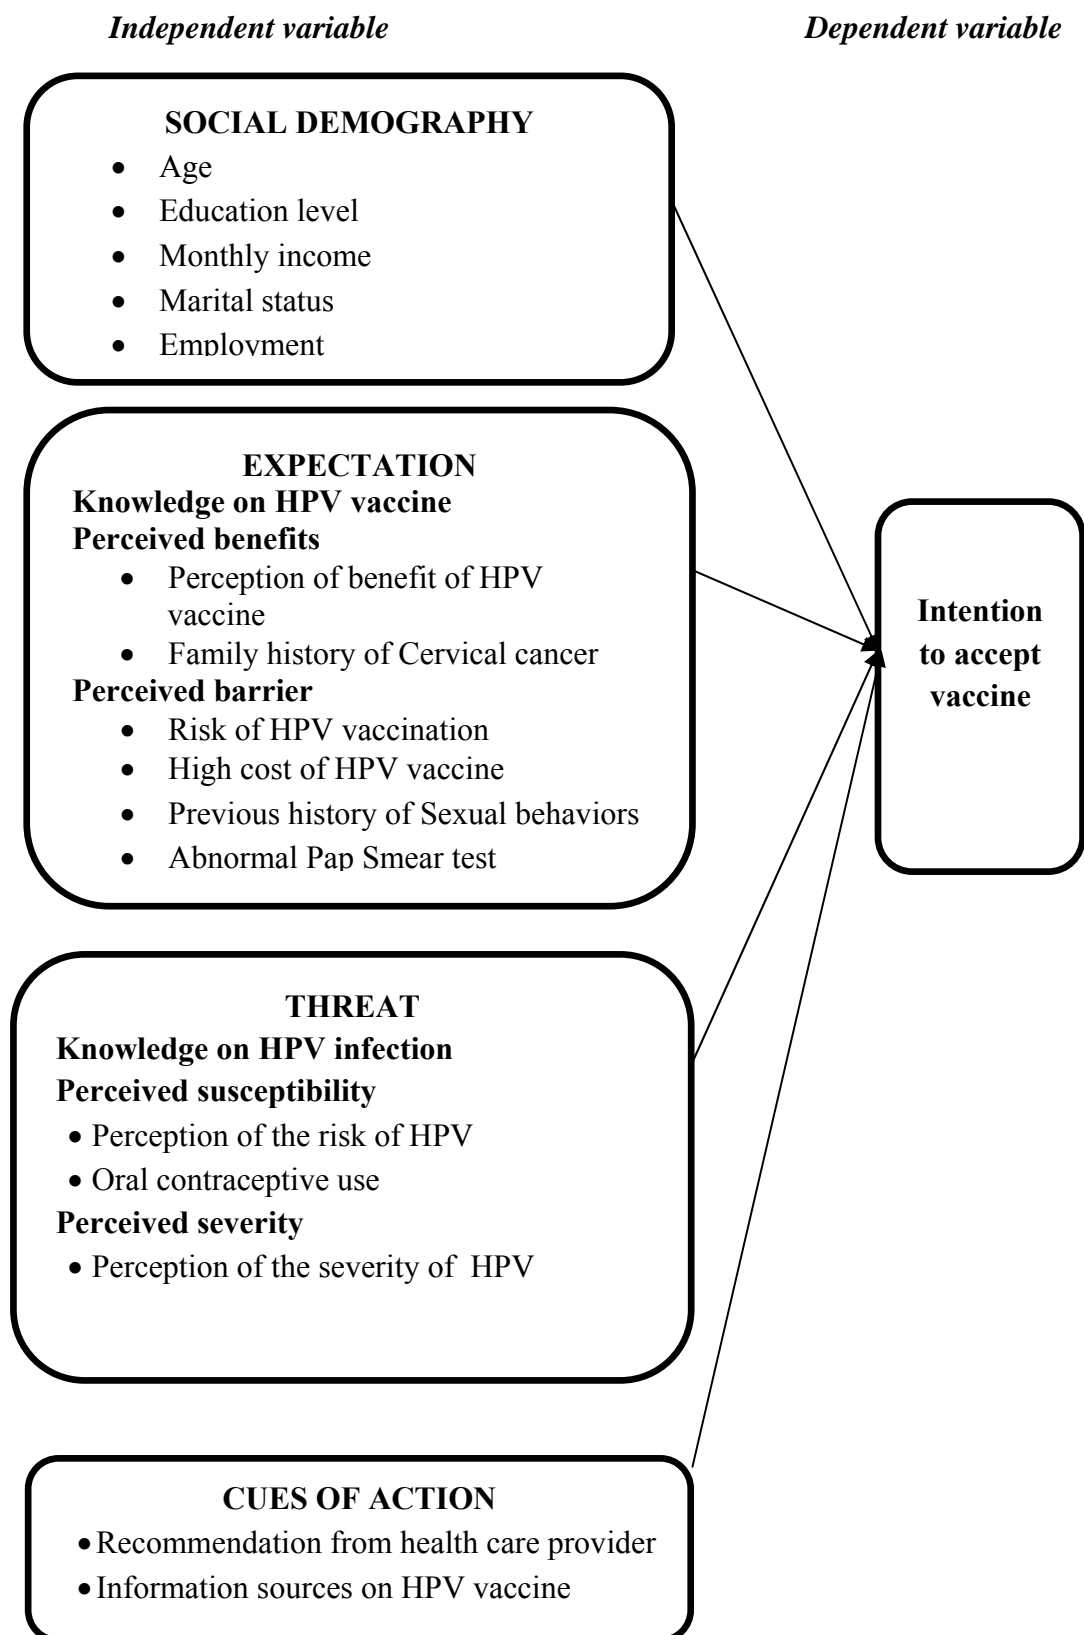 Independent variable
Dependent variable
SOCIAL DEMOGRAPHY
• Age
• Education level
• Monthly income
• Marital status
• Employment
EXPECTATION
Knowledge on HPV vaccine
Perceived benefits
• Perception of benefit of HPV
vaccine
• Family history of Cervical cancer
Perceived barrier
• Risk of HPV vaccination
• High cost of HPV vaccine
• Previous history of Sexual behaviors
• Abnormal Pap Smear test
THREAT
Knowledge on HPV infection
Perceived susceptibility
• Perception of the risk of HPV
• Oral contraceptive use
Perceived severity
• Perception of the severity of HPV
CUES OF ACTION
• Recommendation from health care provider
• Information sources on HPV vaccine
Intention
to accept
vaccine